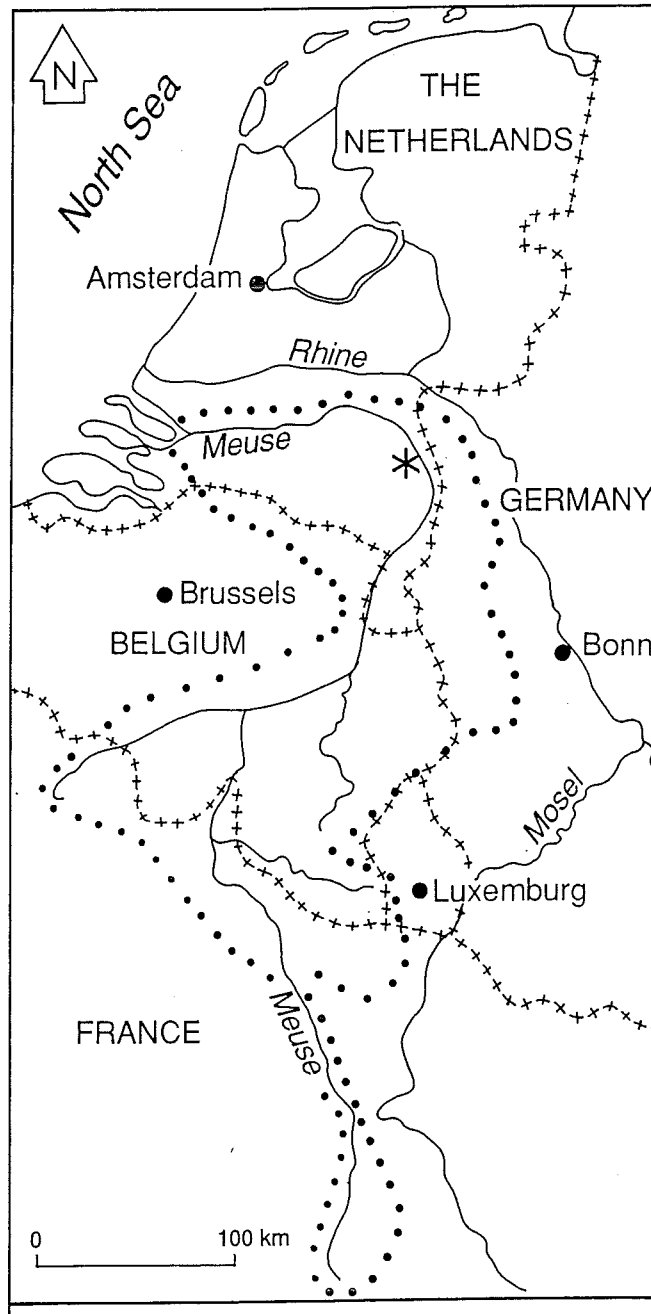 N
North Sea
THE
NETHERLANDS
Amsterdam
Rhine
Meuse
GERMANY
Brussels
BELGIUM
Bonn
Mosel
Luxemburg
Meuse
FRANCE
0 100 km